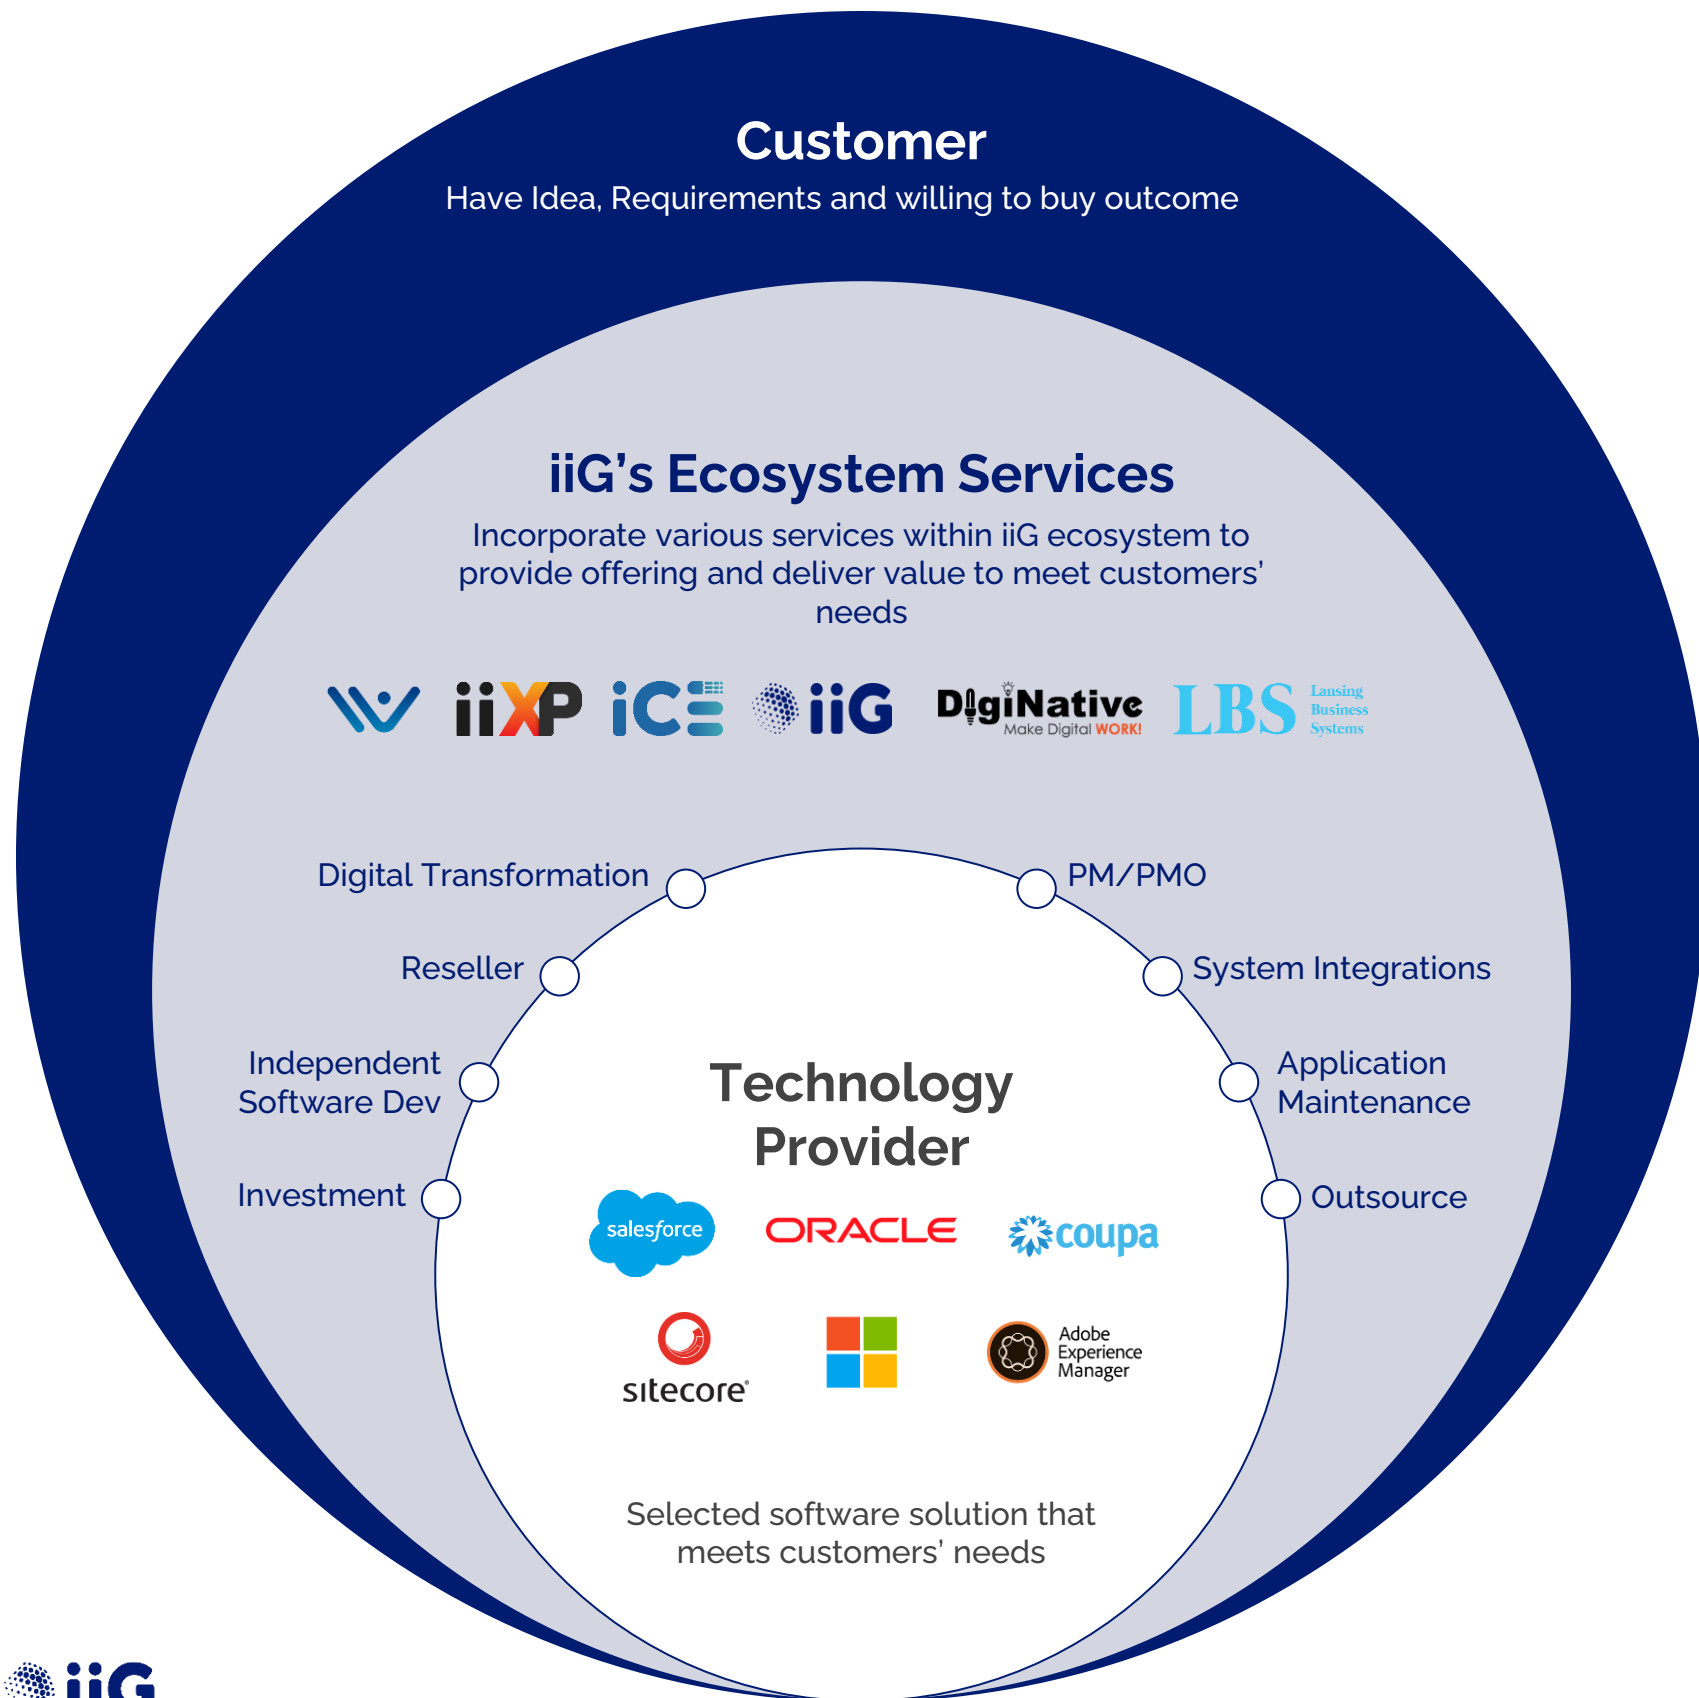 Customer
Have Idea, Requirements and willing to buy outcome
iiG’s Ecosystem Services
Incorporate various services within iiG ecosystem to
provide offering and deliver value to meet customers’
needs
iiXP
iCE
iiG
DigiNative
Make Digital WORK!
LBS
Lansing
Business
Systems
Digital Transformation
PM/PMO
Reseller
System Integrations
Independent
Software Dev
Application
Maintenance
Investment
Outsource
Technology
Provider
salesforce
ORACLE
coupa
sitecore®
Adobe
Experience
Manager
Selected software solution that
meets customers’ needs
iiG